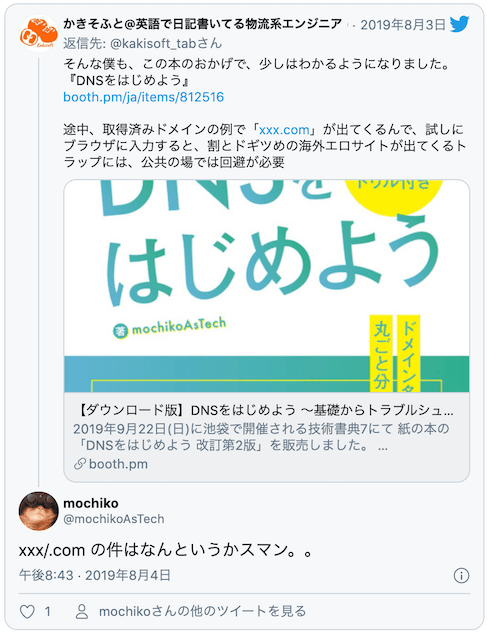 かきそふと@英語で日記書いてる物流系エンジニア · 2019年8月3日
返信先: @kakisoft_tabさん
そんな僕も、この本のおかげで、少しはわかるようになりました。
『DNSをはじめよう』
booth.pm/ja/items/812516
途中、取得済みドメインの例で「xxx.com」が出てくるんで、試しに
ブラウザに入力すると、割とドギツめの海外エロサイトが出てくるト
ラップには、公共の場では回避が必要
DNSを
ドリル付き
はじめよう
著 mochikoAsTech
ドメインタ
丸ごと分
【ダウンロード版】DNSをはじめよう ～基礎からトラブルシュ...
2019年9月22日(日)に池袋で開催される技術書典7にて 紙の本の
「DNSをはじめよう 改訂第2版」を販売しました。 ...
booth.pm
mochiko
@mochikoAsTech
xxx/.com の件はなんというかスマン。。
午後8:43 · 2019年8月4日
1 mochikoさんの他のツイートを見る